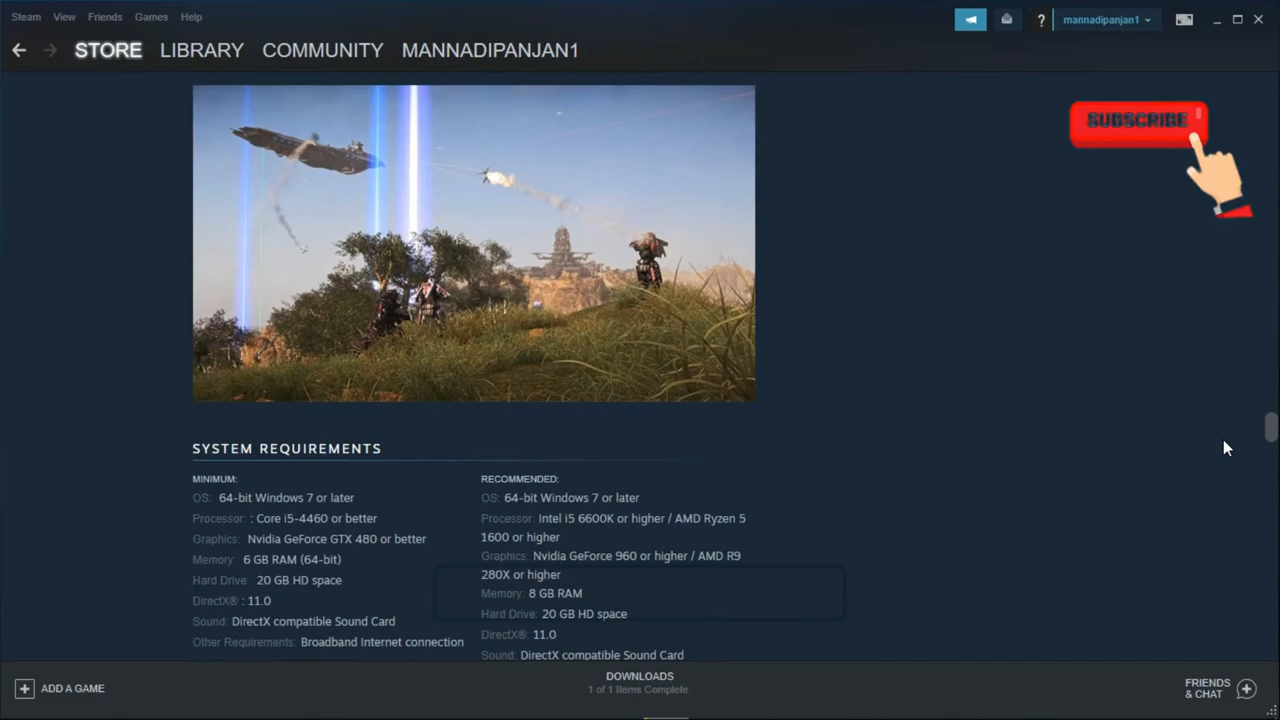 Steam View Friends Games Help
? mannadipanjan1
STORE LIBRARY COMMUNITY MANNADIPANJAN1
SUBSCRIBE
SYSTEM REQUIREMENTS
MINIMUM:
OS: 64-bit Windows 7 or later
Processor: : Core i5-4460 or better
Graphics: Nvidia GeForce GTX 480 or better
Memory: 6 GB RAM (64-bit)
Hard Drive: 20 GB HD space
DirectX® : 11.0
Sound: DirectX compatible Sound Card
Other Requirements: Broadband Internet connection
RECOMMENDED:
OS: 64-bit Windows 7 or later
Processor: Intel i5 6600K or higher / AMD Ryzen 5
1600 or higher
Graphics: Nvidia GeForce 960 or higher / AMD R9
280X or higher
Memory: 8 GB RAM
Hard Drive: 20 GB HD space
DirectX®: 11.0
Sound: DirectX compatible Sound Card
+ ADD A GAME
DOWNLOADS
1 of 1 Items Complete
FRIENDS
& CHAT